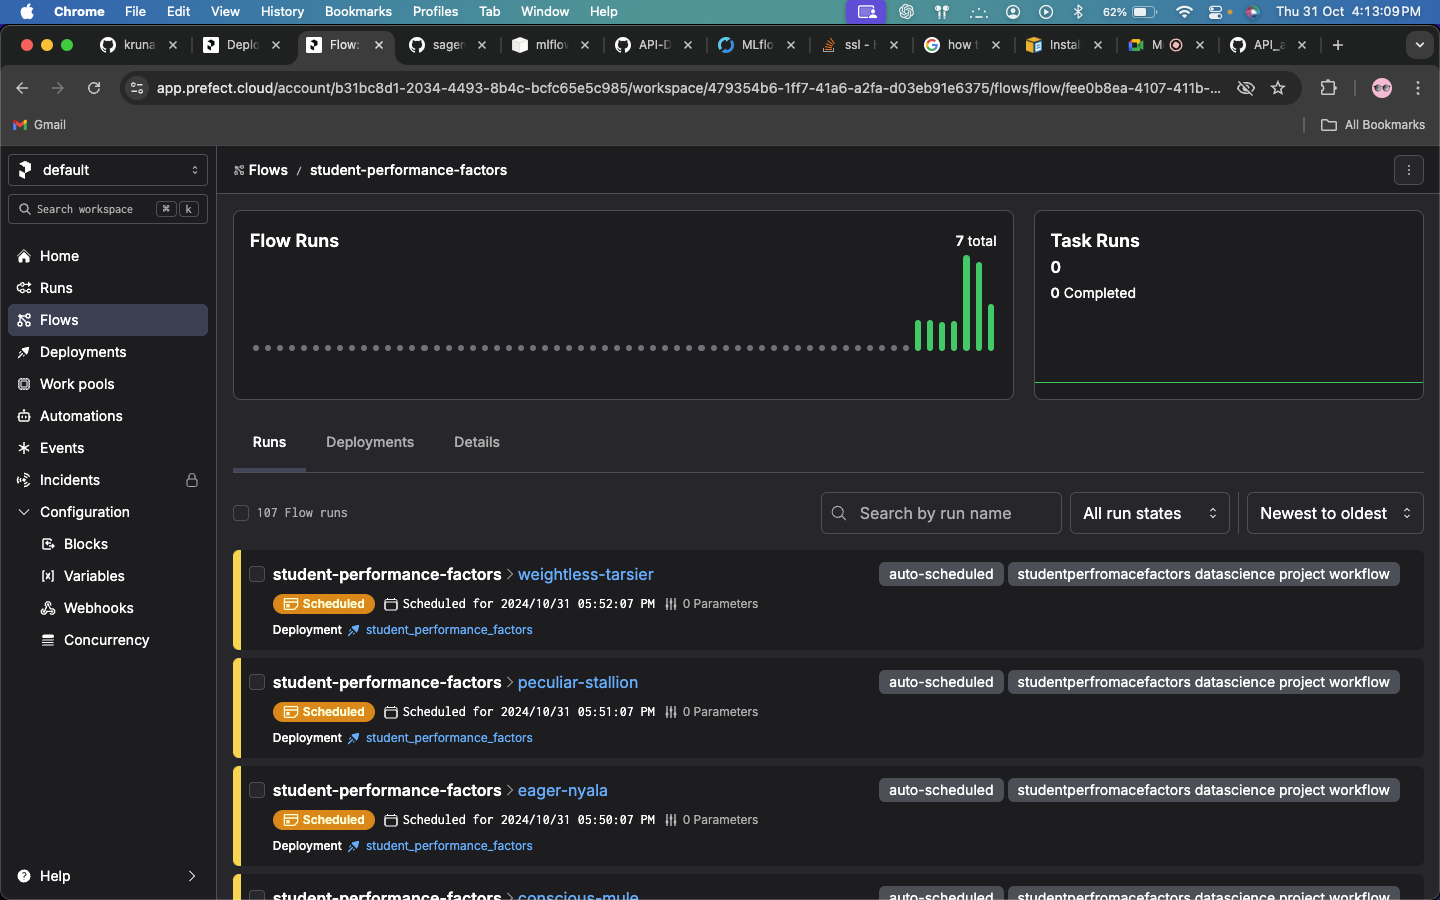 Chrome File Edit View History Bookmarks Profiles Tab Window Help 62% Thu 31 Oct 4:13:09 PM
kruna Deplo Flow: sagem mlflow API-D MLflo ssl - how t Instal M API_a
app.prefect.cloud/account/b31bc8d1-2034-4493-8b4c-bcfc65e5c985/workspace/479354b6-1ff7-41a6-a2fa-d03eb91e6375/flows/flow/fee0b8ea-4107-411b-...
Gmail All Bookmarks
default
Search workspace ⌘ k
Home
Runs
Flows
Deployments
Work pools
Automations
Events
Incidents
Configuration
Blocks
Variables
Webhooks
Concurrency
Help
Flows / student-performance-factors
Flow Runs
7 total
Task Runs
0
0 Completed
Runs Deployments Details
107 Flow runs
Search by run name
All run states
Newest to oldest
student-performance-factors > weightless-tarsier auto-scheduled studentperfromacefactors datascience project workflow
Scheduled Scheduled for 2024/10/31 05:52:07 PM 0 Parameters
Deployment student_performance_factors
student-performance-factors > peculiar-stallion auto-scheduled studentperfromacefactors datascience project workflow
Scheduled Scheduled for 2024/10/31 05:51:07 PM 0 Parameters
Deployment student_performance_factors
student-performance-factors > eager-nyala auto-scheduled studentperfromacefactors datascience project workflow
Scheduled Scheduled for 2024/10/31 05:50:07 PM 0 Parameters
Deployment student_performance_factors
student-performance-factors > conscious-mule auto-scheduled studentperfromacefactors datascience project workflow